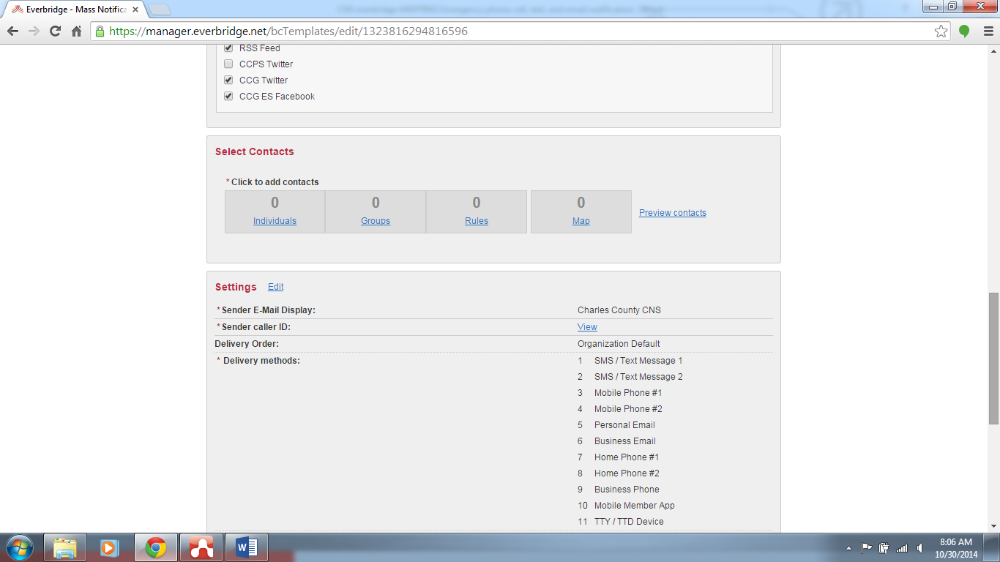 Everbridge - Mass Notifica
https://manager.everbridge.net/bcTemplates/edit/1323816294816596
RSS Feed
CCPS Twitter
CCG Twitter
CCG ES Facebook
Select Contacts
* Click to add contacts
0 0 0 0
Individuals Groups Rules Map Preview contacts
Settings Edit
* Sender E-Mail Display: Charles County CNS
* Sender caller ID: View
Delivery Order: Organization Default
* Delivery methods: 1 SMS / Text Message 1
2 SMS / Text Message 2
3 Mobile Phone #1
4 Mobile Phone #2
5 Personal Email
6 Business Email
7 Home Phone #1
8 Home Phone #2
9 Business Phone
10 Mobile Member App
11 TTY / TTD Device
8:06 AM
10/30/2014